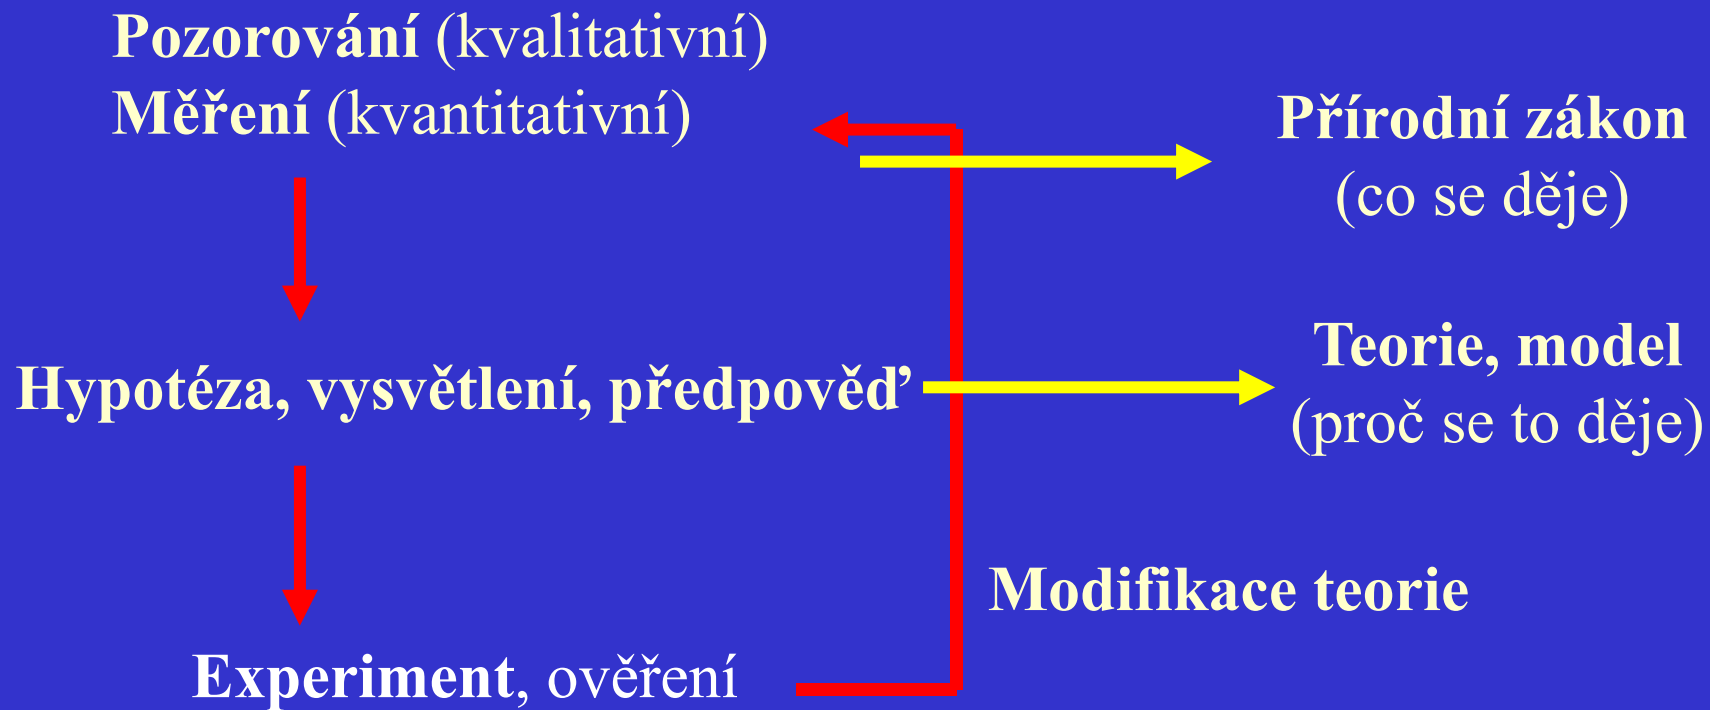 Pozorování (kvalitativní)
Měření (kvantitativní)
Přírodní zákon
(co se děje)
Hypotéza, vysvětlení, předpověď
Teorie, model
(proč se to děje)
Modifikace teorie
Experiment, ověření